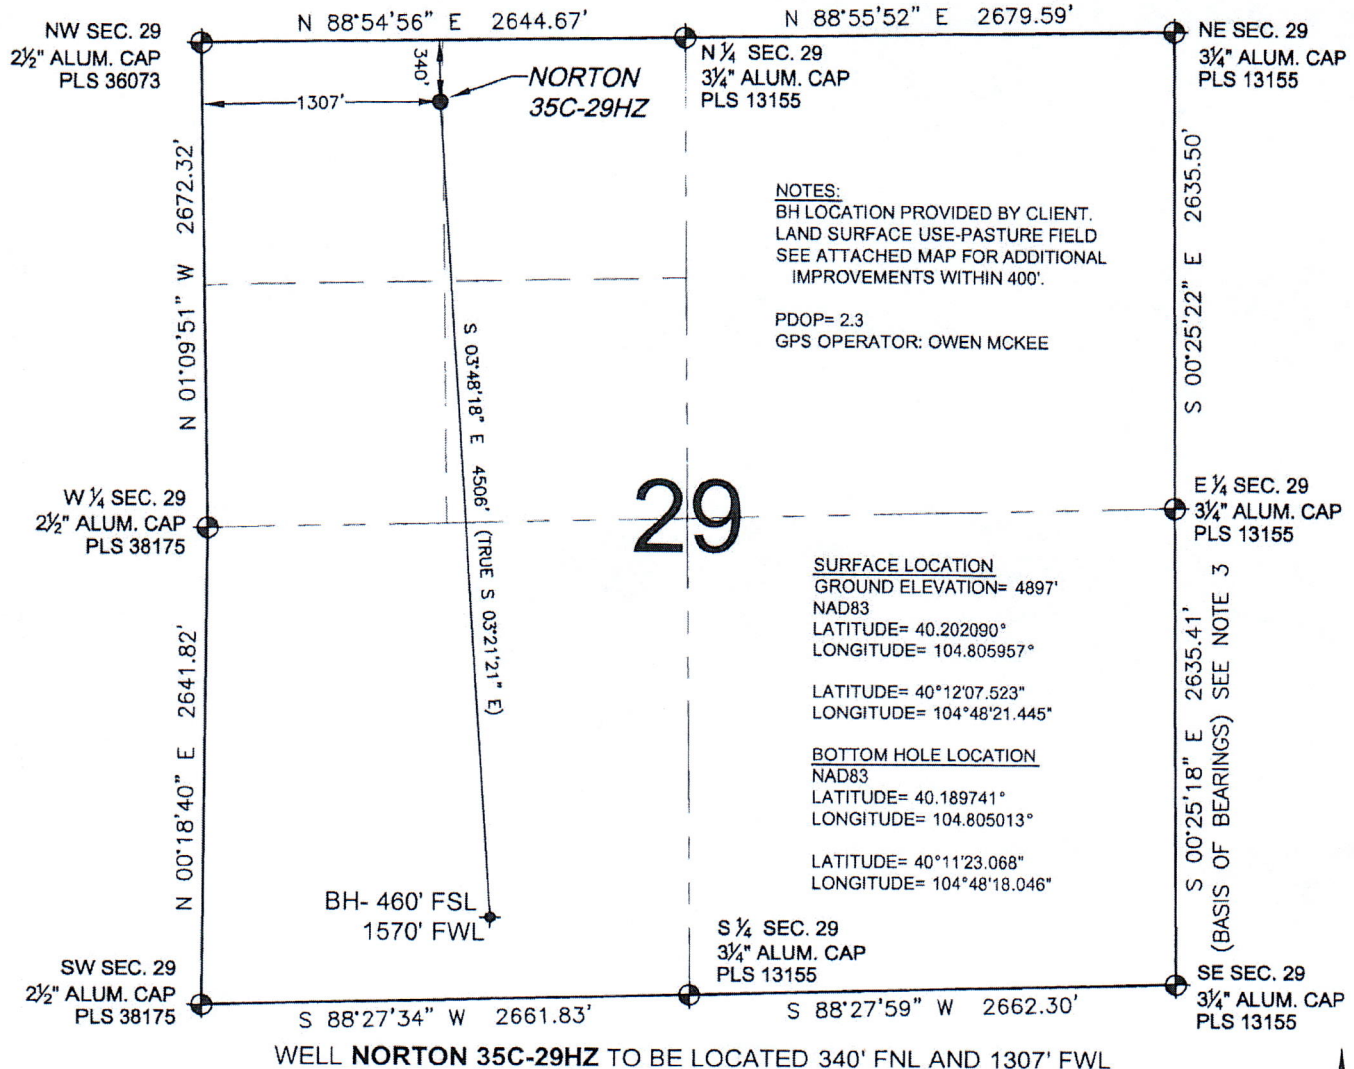 N 88°54'56" E 2644.67'
N 88°55'52" E 2679.59'
NW SEC. 29
2½" ALUM. CAP
PLS 36073
N ¼ SEC. 29
3¼" ALUM. CAP
PLS 13155
NE SEC. 29
3¼" ALUM. CAP
PLS 13155
340'
1307'
NORTON
35C-29HZ
N 01°09'51" W 2672.32'
S 00°25'22" E 2635.50'
NOTES:
BH LOCATION PROVIDED BY CLIENT.
LAND SURFACE USE-PASTURE FIELD
SEE ATTACHED MAP FOR ADDITIONAL
IMPROVEMENTS WITHIN 400'.
PDOP= 2.3
GPS OPERATOR: OWEN MCKEE
S 03°48'18" E 4506' (TRUE S 03°21'21" E)
W ¼ SEC. 29
2½" ALUM. CAP
PLS 38175
29
E ¼ SEC. 29
3¼" ALUM. CAP
PLS 13155
SURFACE LOCATION
GROUND ELEVATION= 4897'
NAD83
LATITUDE= 40.202090°
LONGITUDE= 104.805957°
LATITUDE= 40°12'07.523"
LONGITUDE= 104°48'21.445"
BOTTOM HOLE LOCATION
NAD83
LATITUDE= 40.189741°
LONGITUDE= 104.805013°
LATITUDE= 40°11'23.068"
LONGITUDE= 104°48'18.046"
N 00°18'40" E 2641.82'
S 00°25'18" E 2635.41'
(BASIS OF BEARINGS) SEE NOTE 3
BH- 460' FSL
1570' FWL
SW SEC. 29
2½" ALUM. CAP
PLS 38175
S ¼ SEC. 29
3¼" ALUM. CAP
PLS 13155
SE SEC. 29
3¼" ALUM. CAP
PLS 13155
S 88°27'34" W 2661.83'
S 88°27'59" W 2662.30'
WELL NORTON 35C-29HZ TO BE LOCATED 340' FNL AND 1307' FWL